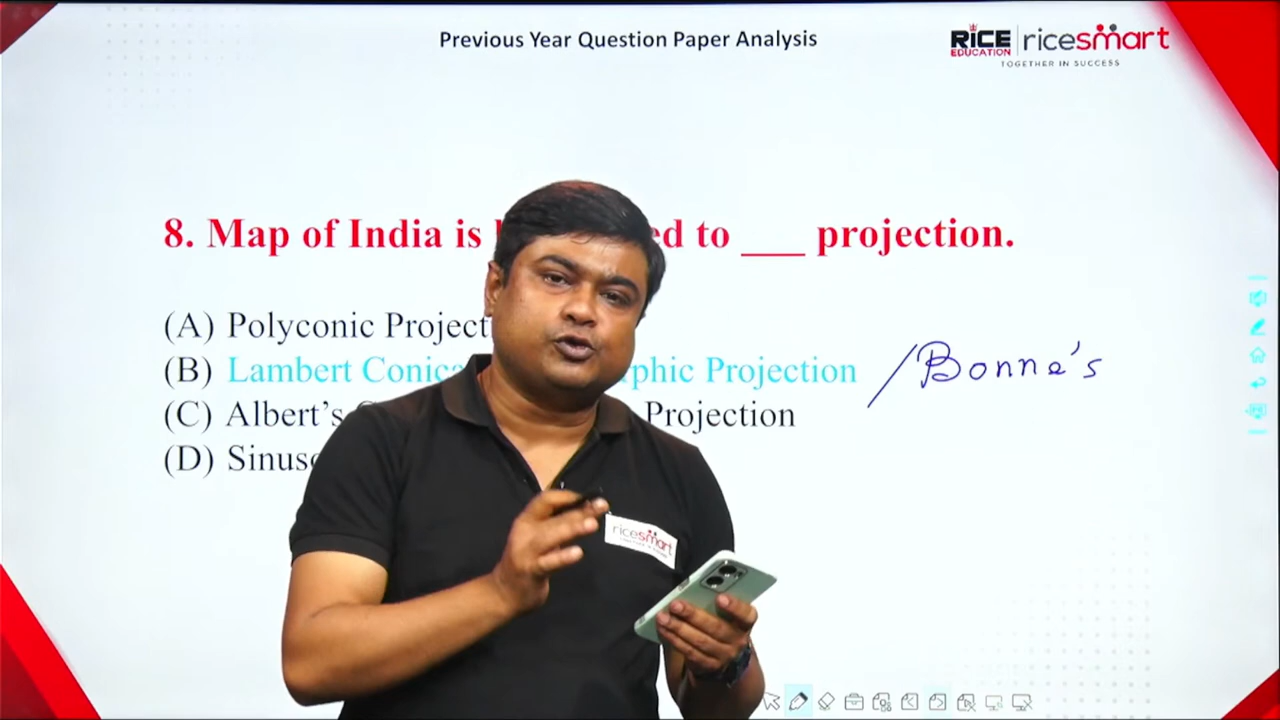 Previous Year Question Paper Analysis
RICE EDUCATION ricesmart
TOGETHER IN SUCCESS
8. Map of India is ed to ___ projection.
(A) Polyconic Project
(B) Lambert Conica phic Projection
/Bonne's
(C) Albert's Projection
(D) Sinus
ricesmart